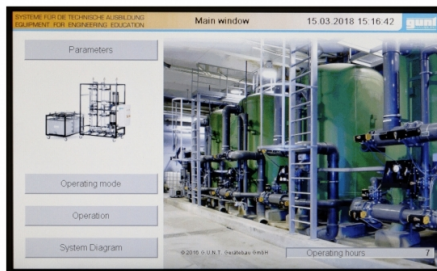 SYSTEME FÜR DIE TECHNISCHE AUSBILDUNG
EQUIPMENT FOR ENGINEERING EDUCATION
Main window
15.03.2018 15:16:42
gunt
Parameters
Operating mode
Operation
System Diagram
Operating hours
7